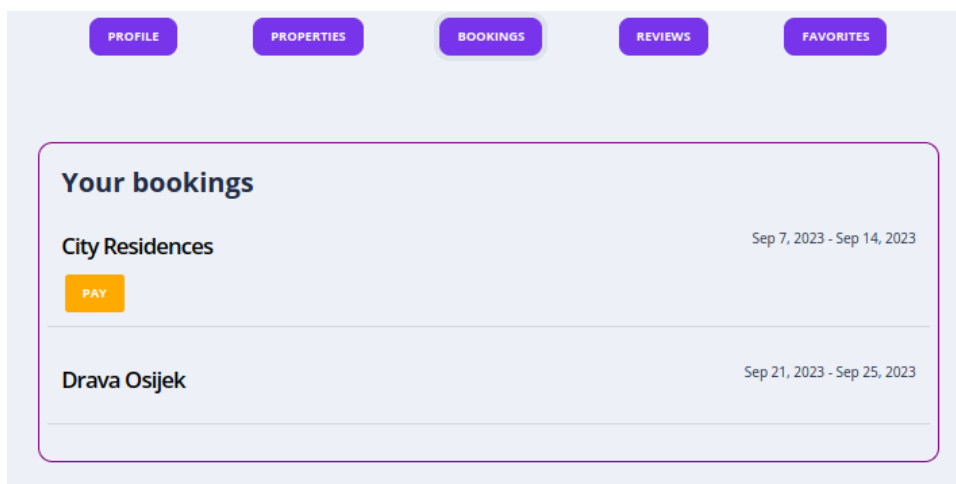 PROFILE PROPERTIES BOOKINGS REVIEWS FAVORITES
Your bookings
City Residences Sep 7, 2023 - Sep 14, 2023
PAY
Drava Osijek Sep 21, 2023 - Sep 25, 2023